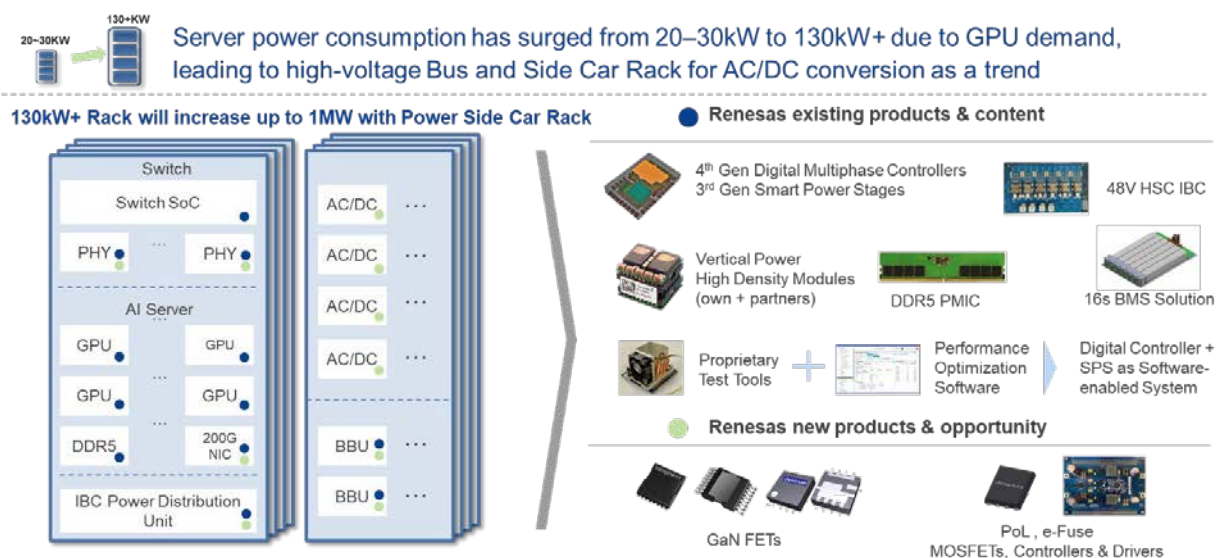 130+KW
20~30KW
Server power consumption has surged from 20–30kW to 130kW+ due to GPU demand,
leading to high-voltage Bus and Side Car Rack for AC/DC conversion as a trend
130kW+ Rack will increase up to 1MW with Power Side Car Rack
Switch
Switch SoC
PHY
...
PHY
AI Server
...
GPU
GPU
...
GPU
GPU
...
DDR5
200G
NIC
IBC Power Distribution
Unit
AC/DC
...
AC/DC
...
AC/DC
...
AC/DC
...
BBU
...
BBU
...
Renesas existing products & content
4th Gen Digital Multiphase Controllers
3rd Gen Smart Power Stages
48V HSC IBC
Vertical Power
High Density Modules
(own + partners)
DDR5 PMIC
16s BMS Solution
Proprietary
Test Tools
Performance
Optimization
Software
Digital Controller +
SPS as Software-
enabled System
Renesas new products & opportunity
GaN FETs
PoL , e-Fuse
MOSFETs, Controllers & Drivers